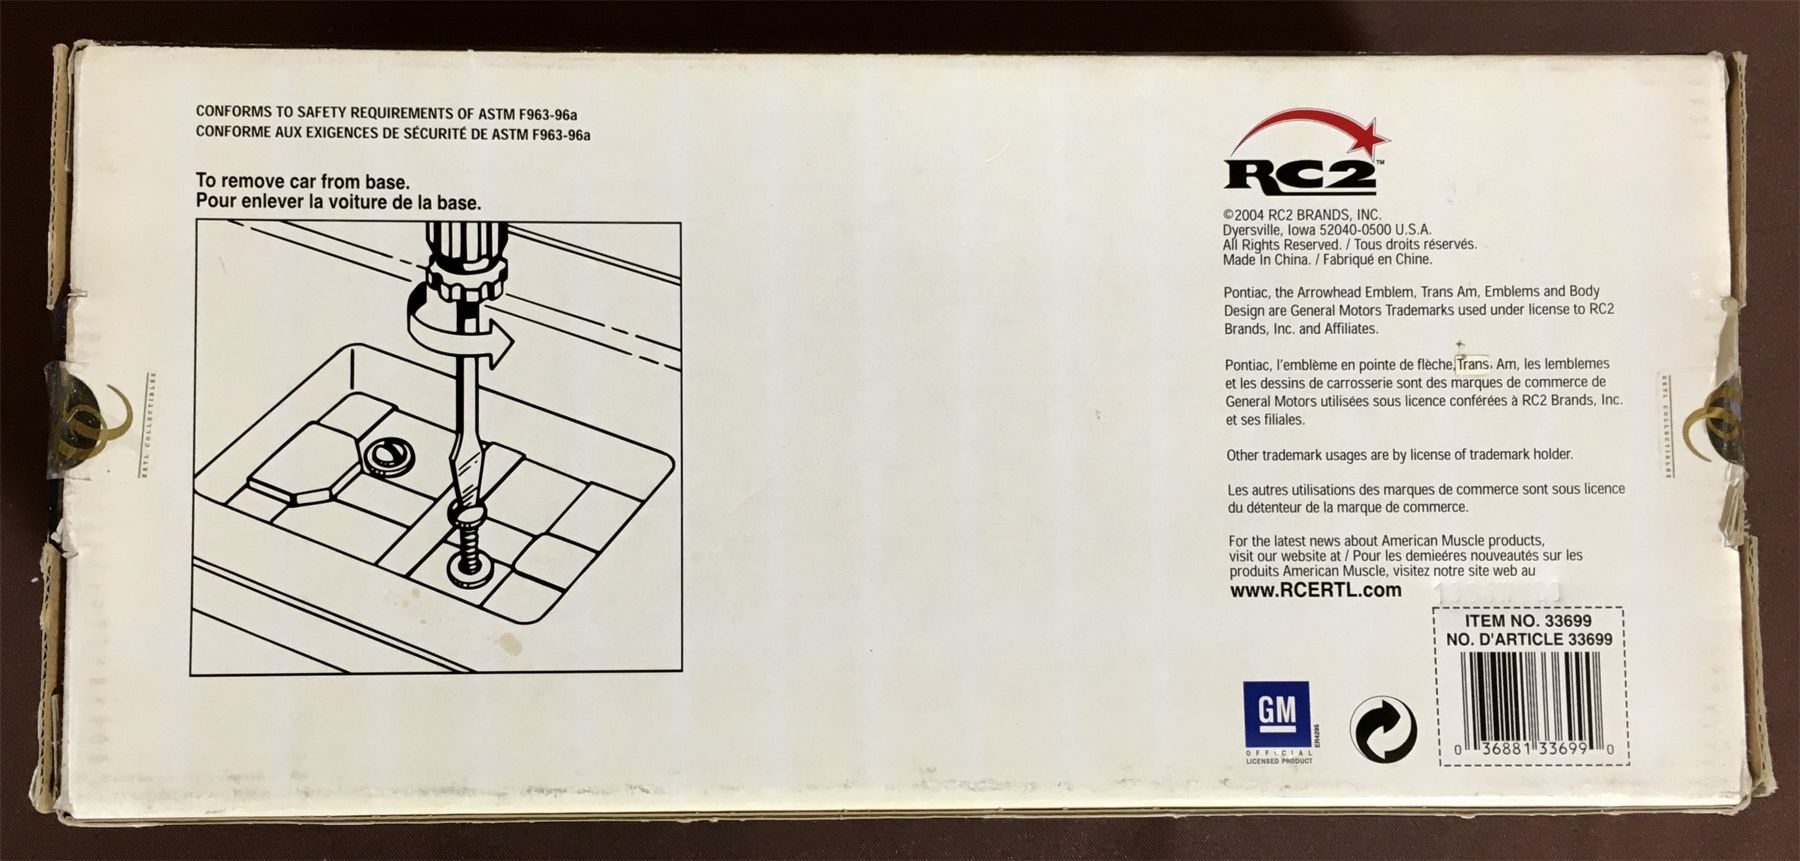 CONFORMS TO SAFETY REQUIREMENTS OF ASTM F963-96a
CONFORME AUX EXIGENCES DE SÉCURITÉ DE ASTM F963-96a
To remove car from base.
Pour enlever la voiture de la base.
ERTL COLLECTIBLES
RC2™
©2004 RC2 BRANDS, INC.
Dyersville, Iowa 52040-0500 U.S.A.
All Rights Reserved. / Tous droits réservés.
Made In China. / Fabriqué en Chine.
Pontiac, the Arrowhead Emblem, Trans Am, Emblems and Body
Design are General Motors Trademarks used under license to RC2
Brands, Inc. and Affiliates.
Pontiac, l'emblème en pointe de flèche, Trans Am, les lemblemes
et les dessins de carrosserie sont des marques de commerce de
General Motors utilisées sous licence conférées à RC2 Brands, Inc.
et ses filiales.
Other trademark usages are by license of trademark holder.
Les autres utilisations des marques de commerce sont sous licence
du détenteur de la marque de commerce.
For the latest news about American Muscle products,
visit our website at / Pour les demieéres nouveautés sur les
produits American Muscle, visitez notre site web au
www.RCERTL.com
ITEM NO. 33699
NO. D'ARTICLE 33699
0 36881 33699 0
GM
OFFICIAL
LICENSED PRODUCT
ERTL COLLECTIBLES